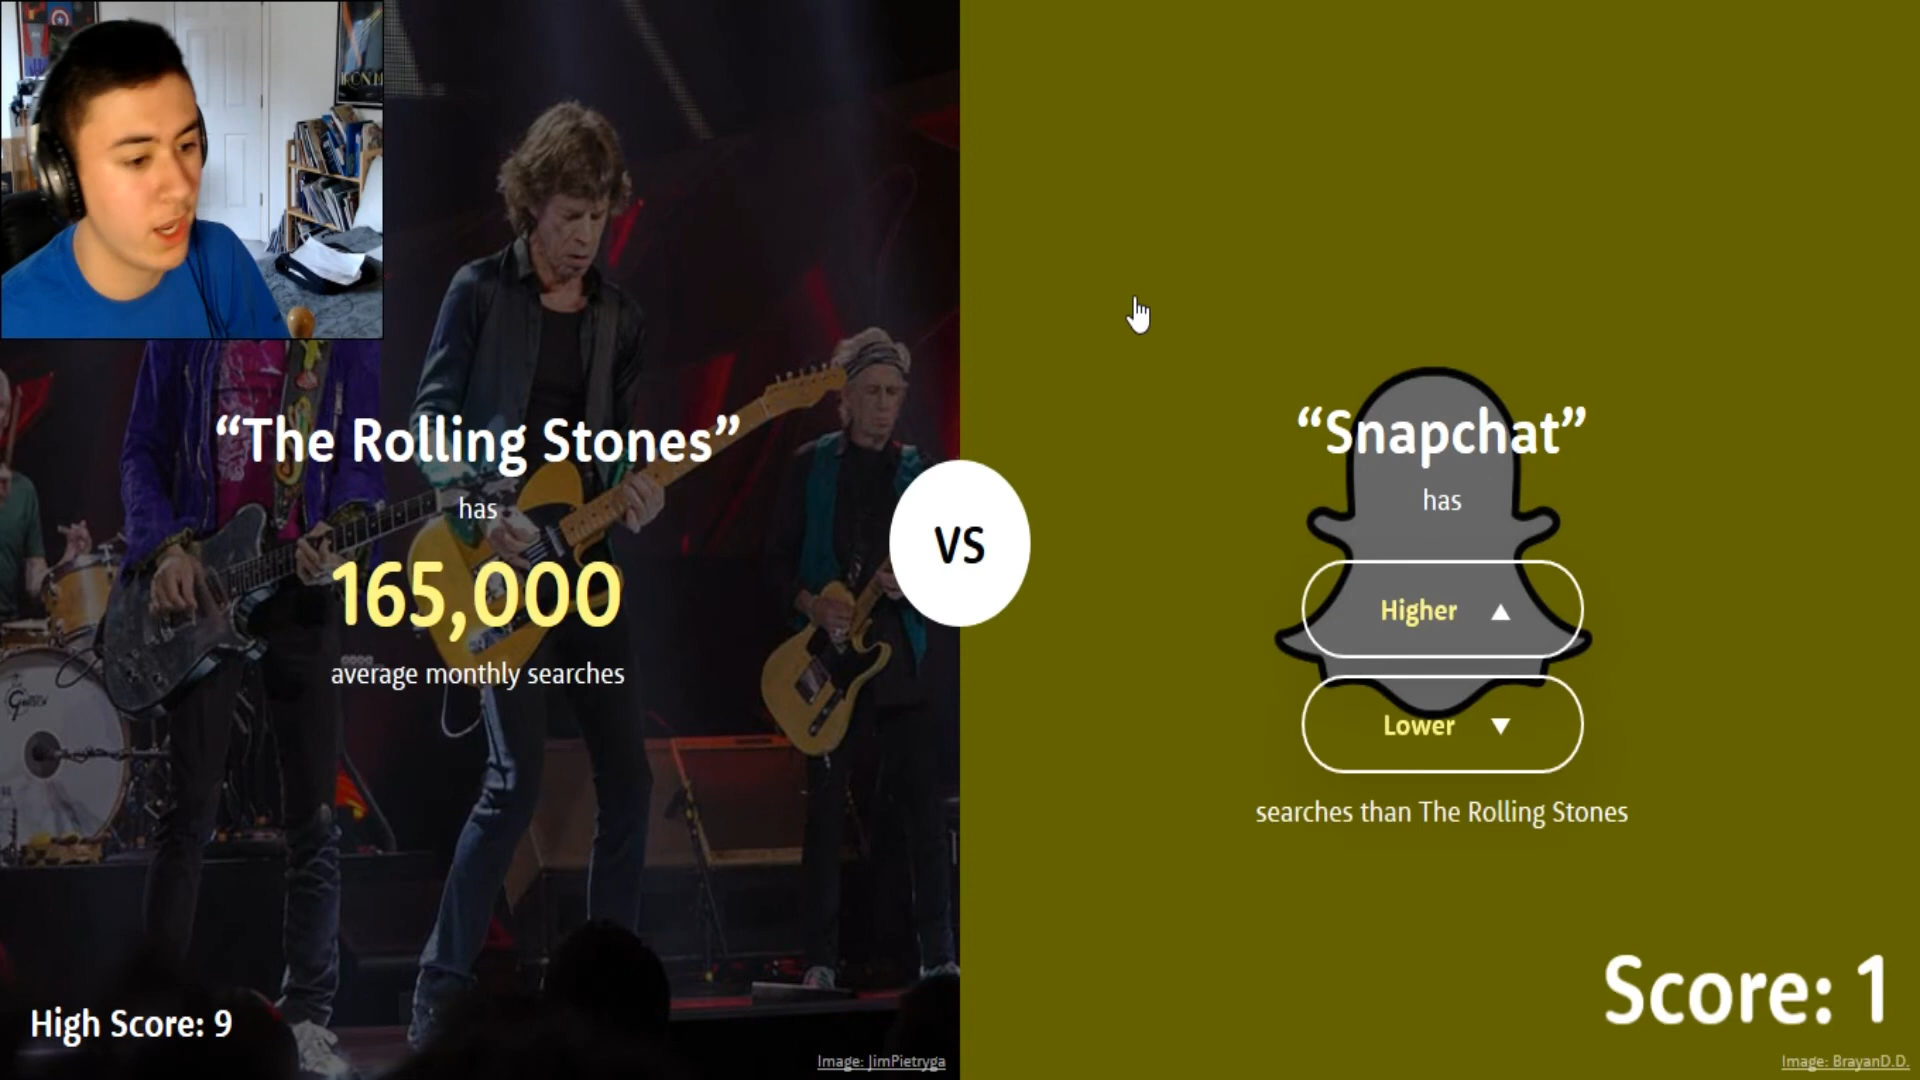 “The Rolling Stones”
has
165,000
average monthly searches
VS
“Snapchat”
has
Higher ▲
Lower ▼
searches than The Rolling Stones
High Score: 9
Score: 1
Image: JimPietryga
Image: BrayanD.D.